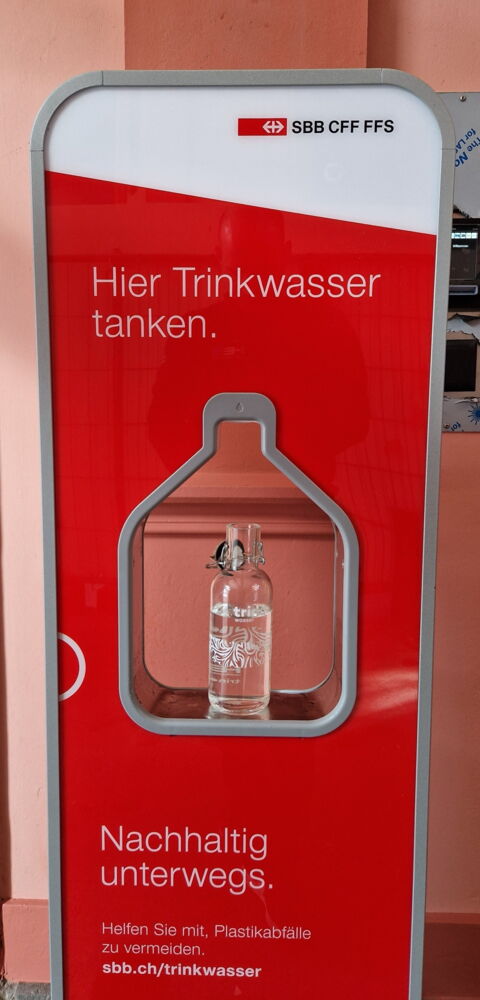 SBB CFF FFS
Hier Trinkwasser
tanken.
Nachhaltig
unterwegs.
Helfen Sie mit, Plastikabfälle
zu vermeiden.
sbb.ch/trinkwasser